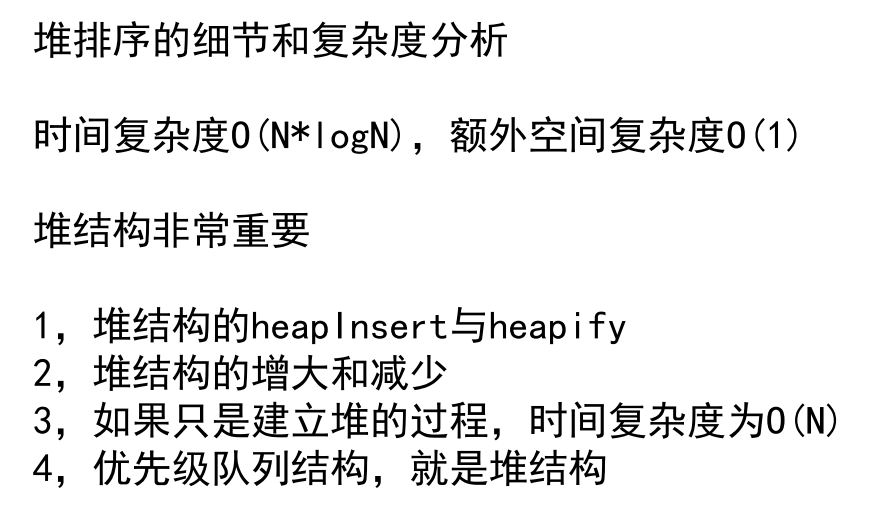 堆排序的细节和复杂度分析
时间复杂度O(N*logN)，额外空间复杂度O(1)
堆结构非常重要
1，堆结构的heapInsert与heapify
2，堆结构的增大和减少
3，如果只是建立堆的过程，时间复杂度为O(N)
4，优先级队列结构，就是堆结构